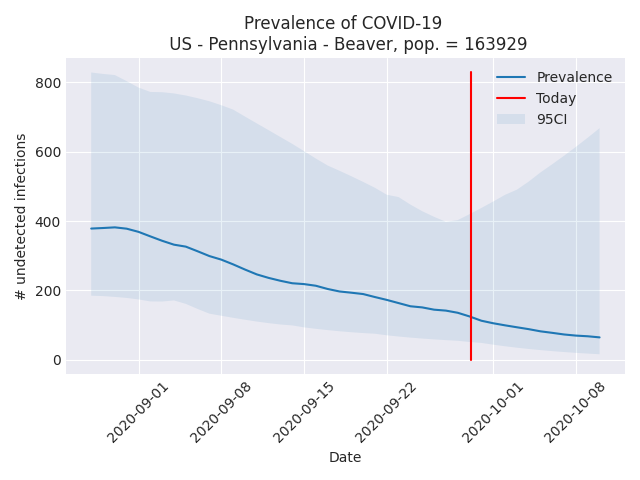 Prevalence of COVID-19
US - Pennsylvania - Beaver, pop. = 163929
Prevalence
Today
95CI
# undetected infections
800
600
400
200
0
2020-09-01
2020-09-08
2020-09-15
2020-09-22
2020-10-01
2020-10-08
Date